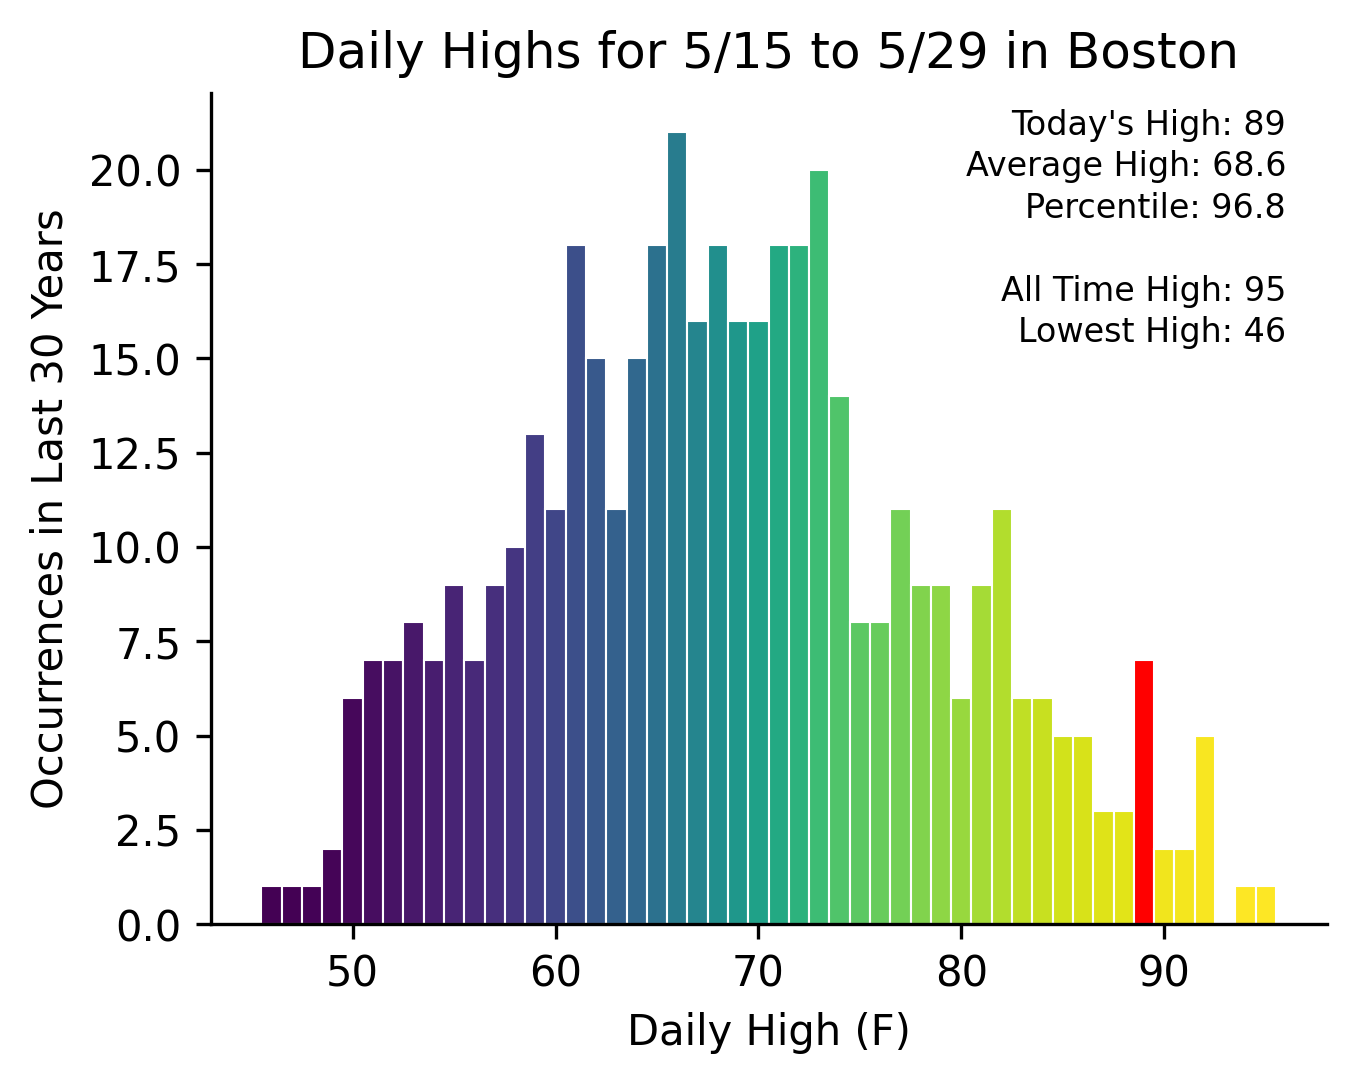 Daily Highs for 5/15 to 5/29 in Boston
Today's High: 89
Average High: 68.6
Percentile: 96.8
All Time High: 95
Lowest High: 46
Occurrences in Last 30 Years
20.0
17.5
15.0
12.5
10.0
7.5
5.0
2.5
0.0
50 60 70 80 90
Daily High (F)